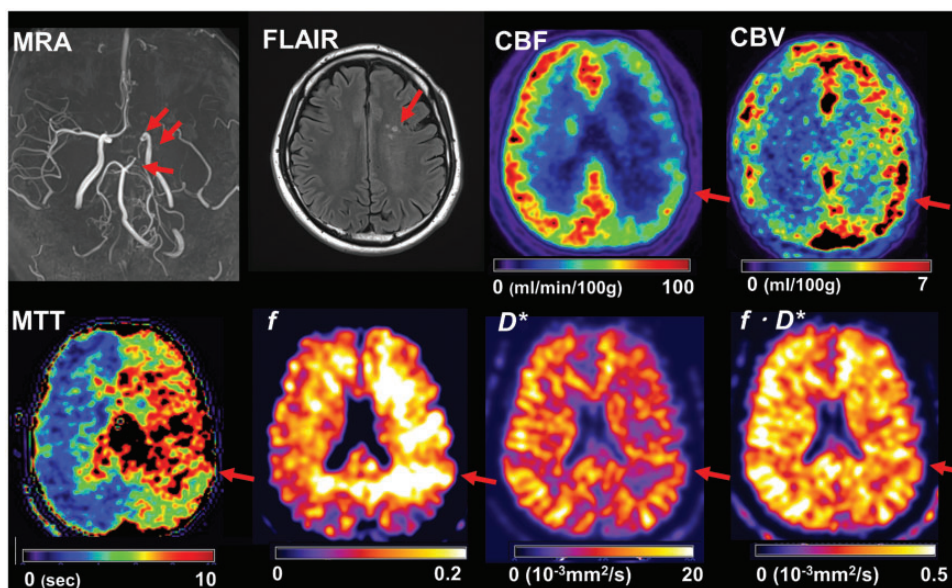 MRA
FLAIR
CBF
CBV
0 (ml/min/100g) 100
0 (ml/100g) 7
MTT
f
D*
f · D*
0 (sec) 10
0 0.2
0 (10⁻³mm²/s) 20
0 (10⁻³mm²/s) 0·5